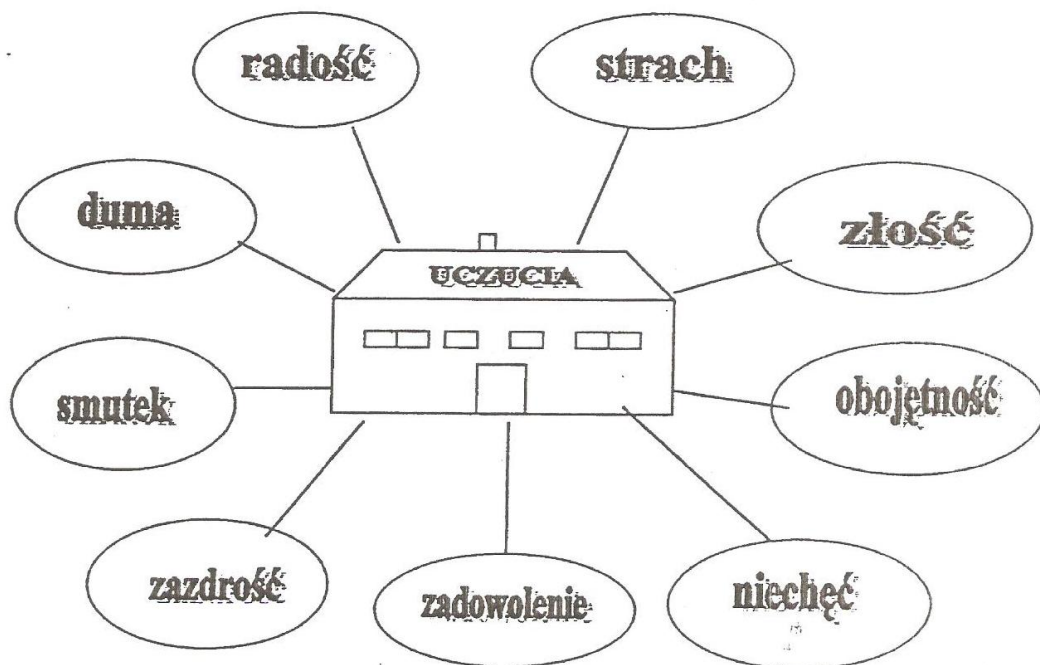 radość
strach
duma
złość
UCZUCIA
smutek
obojętność
zazdrość
zadowolenie
niechęć